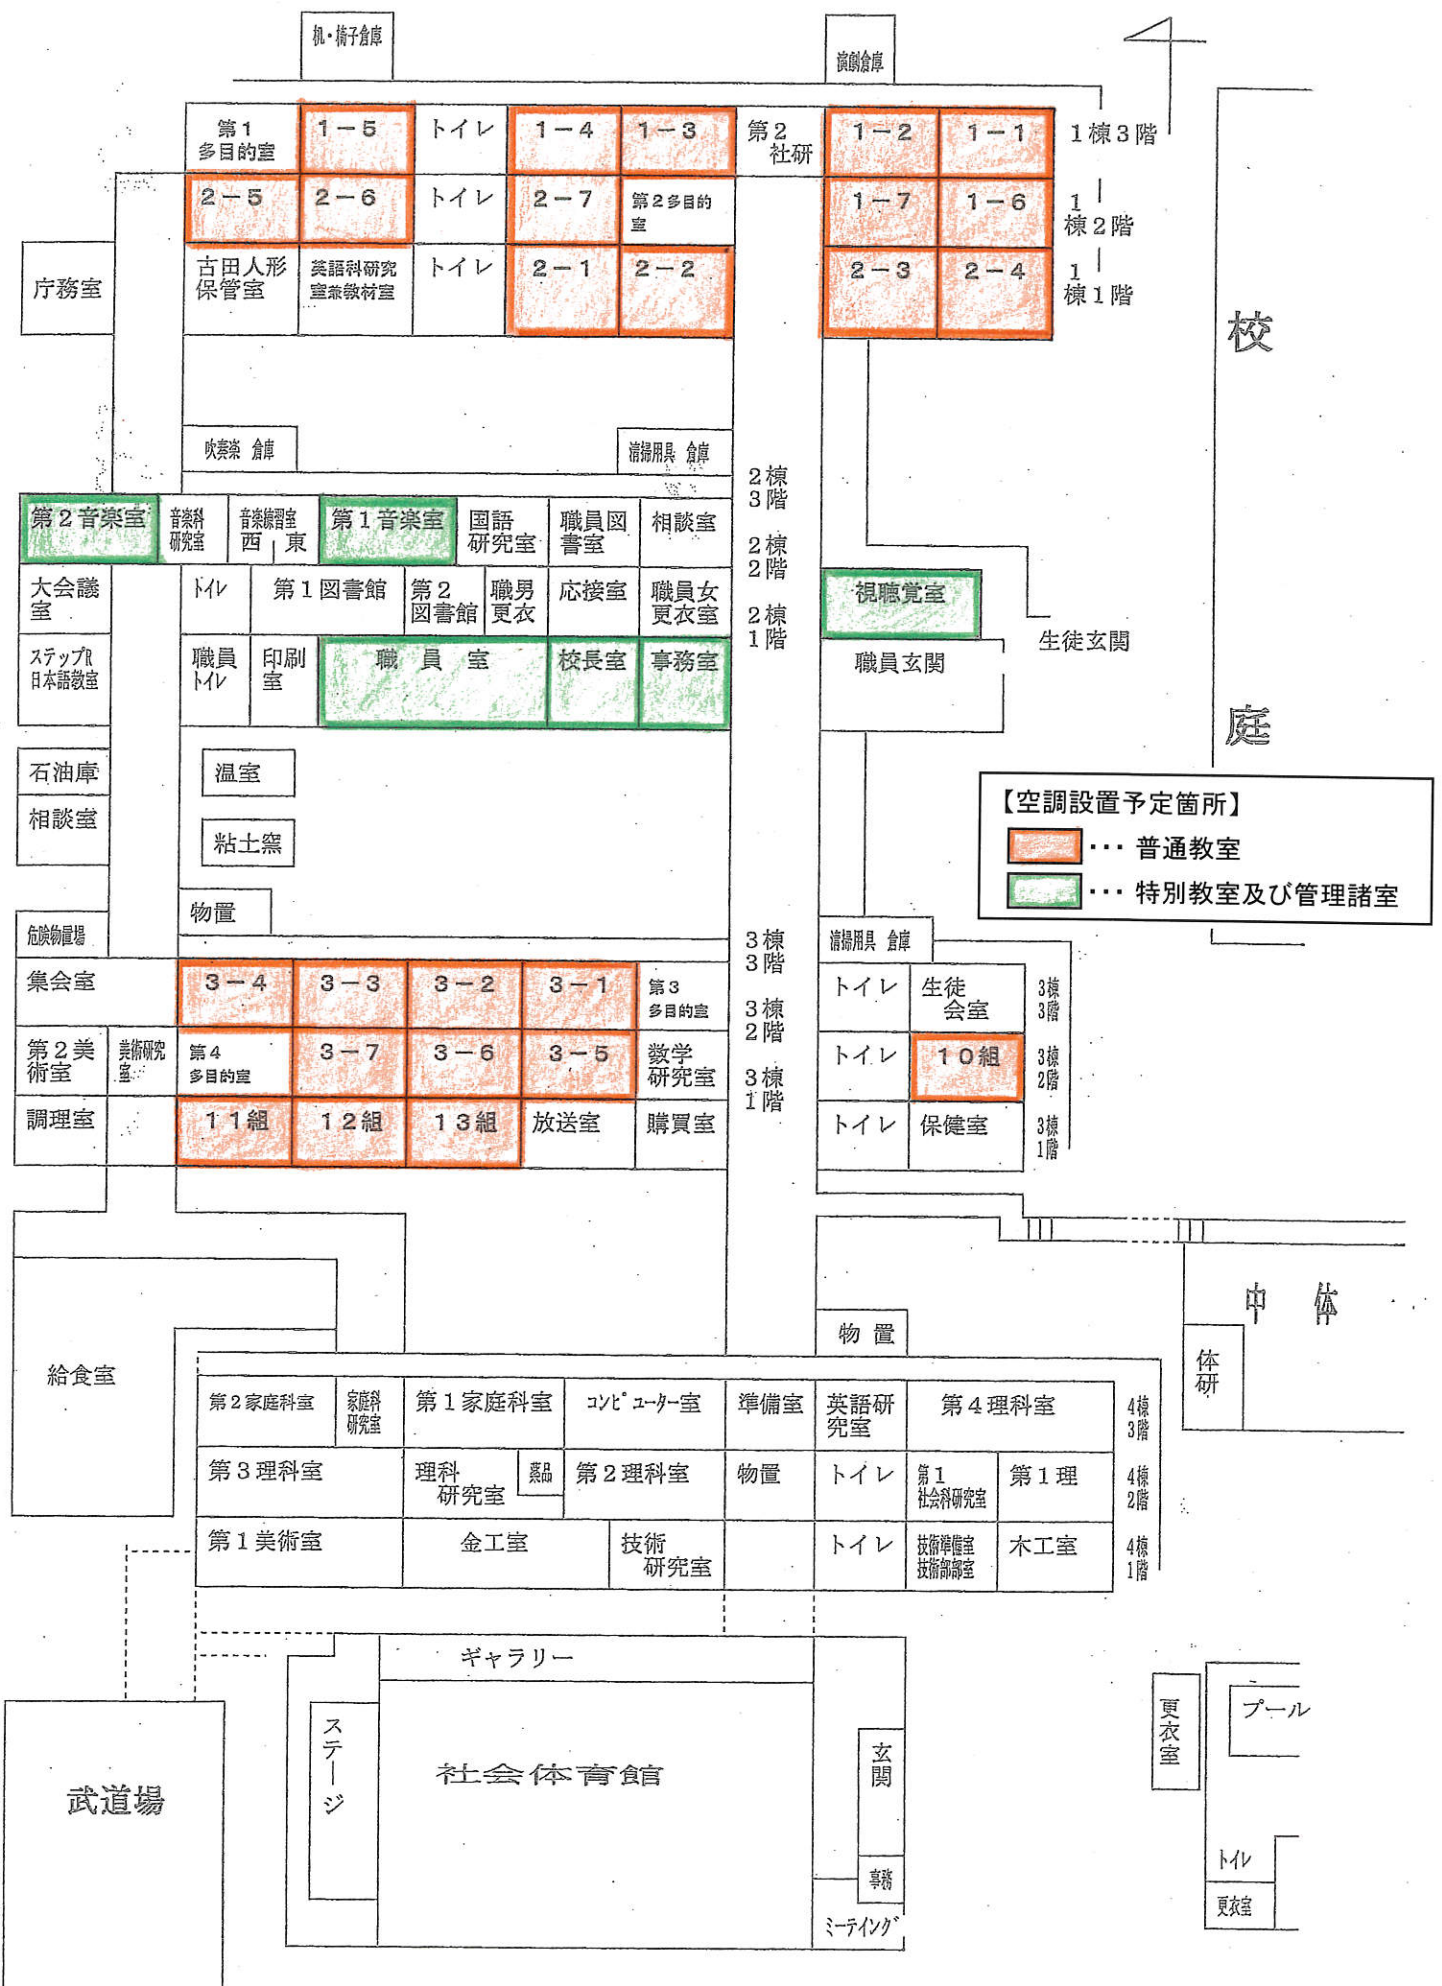 机・椅子倉庫
演劇倉庫
第1
多目的室
1－5
トイレ
1－4
1－3
第2
社研
1－2
1－1
1棟3階
2－5
2－6
トイレ
2－7
第2多目的
室
1－7
1－6
1
棟2階
庁務室
古田人形
保管室
英語科研究
室兼教材室
トイレ
2－1
2－2
2－3
2－4
1
棟1階
校
庭
吹奏楽 倉庫
清掃用具 倉庫
2棟
3階
第2音楽室
音楽科
研究室
音楽練習室
西 東
第1音楽室
国語
研究室
職員図
書室
相談室
2棟
2階
大会議
室
トイレ
第1図書館
第2
図書館
職男
更衣
応接室
職員女
更衣室
2棟
1階
視聴覚室
生徒玄関
ステップR
日本語教室
職員
トイレ
印刷
室
職員室
校長室
事務室
職員玄関
石油庫
温室
相談室
粘土窯
【空調設置予定箇所】
… 普通教室
… 特別教室及び管理諸室
物置
危険物置場
3棟
3階
清掃用具 倉庫
集会室
3－4
3－3
3－2
3－1
第3
多目的室
トイレ
生徒
会室
3棟
3階
3棟
2階
第2美
術室
美術研究
室
第4
多目的室
3－7
3－6
3－5
数学
研究室
トイレ
10組
3棟
2階
3棟
1階
調理室
11組
12組
13組
放送室
購買室
トイレ
保健室
3棟
1階
中 体
体
研
物置
給食室
第2家庭科室
家庭科
研究室
第1家庭科室
コンピューター室
準備室
英語研
究室
第4理科室
4棟
3階
第3理科室
理科
研究室
薬品
第2理科室
物置
トイレ
第1
社会科研究室
第1理
4棟
2階
第1美術室
金工室
技術
研究室
トイレ
技術準備室
技術部部室
木工室
4棟
1階
ギャラリー
ステージ
社会体育館
玄関
事務
ミーティング
武道場
更衣室
プール
トイレ
更衣室